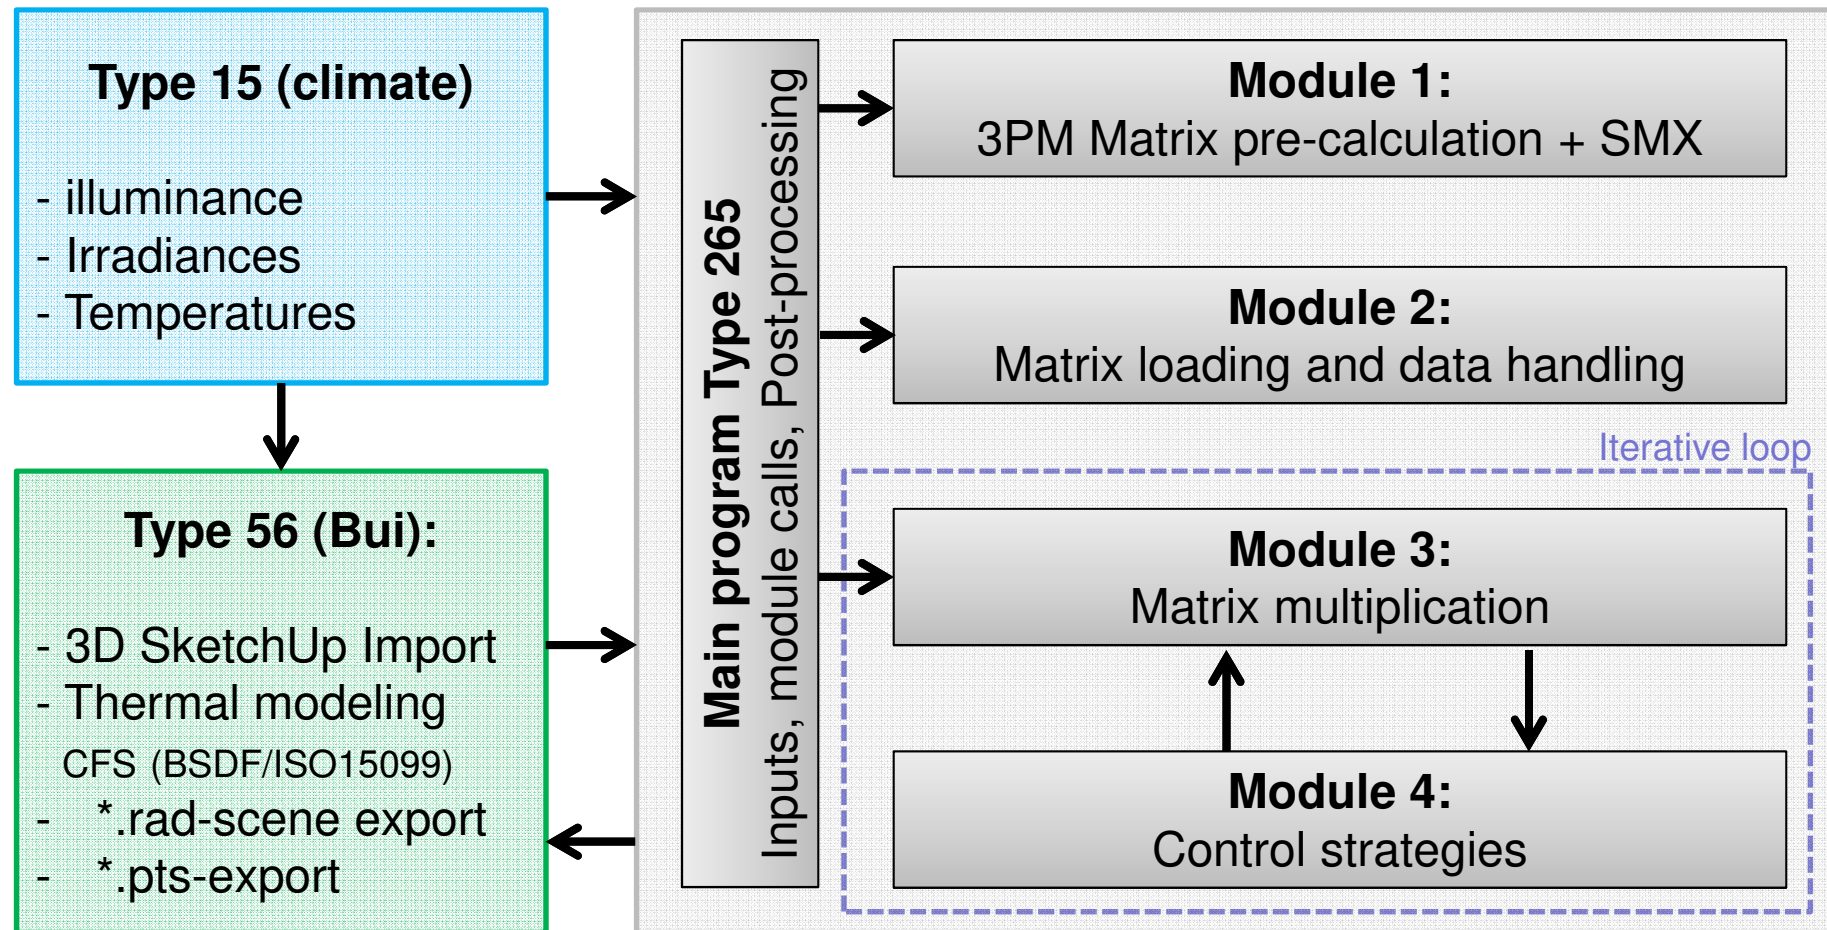 Type 15 (climate)
- illuminance
- Irradiances
- Temperatures
Type 56 (Bui):
- 3D SketchUp Import
- Thermal modeling
CFS (BSDF/ISO15099)
- *.rad-scene export
- *.pts-export
Main program Type 265
Inputs, module calls, Post-processing
Module 1:
3PM Matrix pre-calculation + SMX
Module 2:
Matrix loading and data handling
Iterative loop
Module 3:
Matrix multiplication
Module 4:
Control strategies